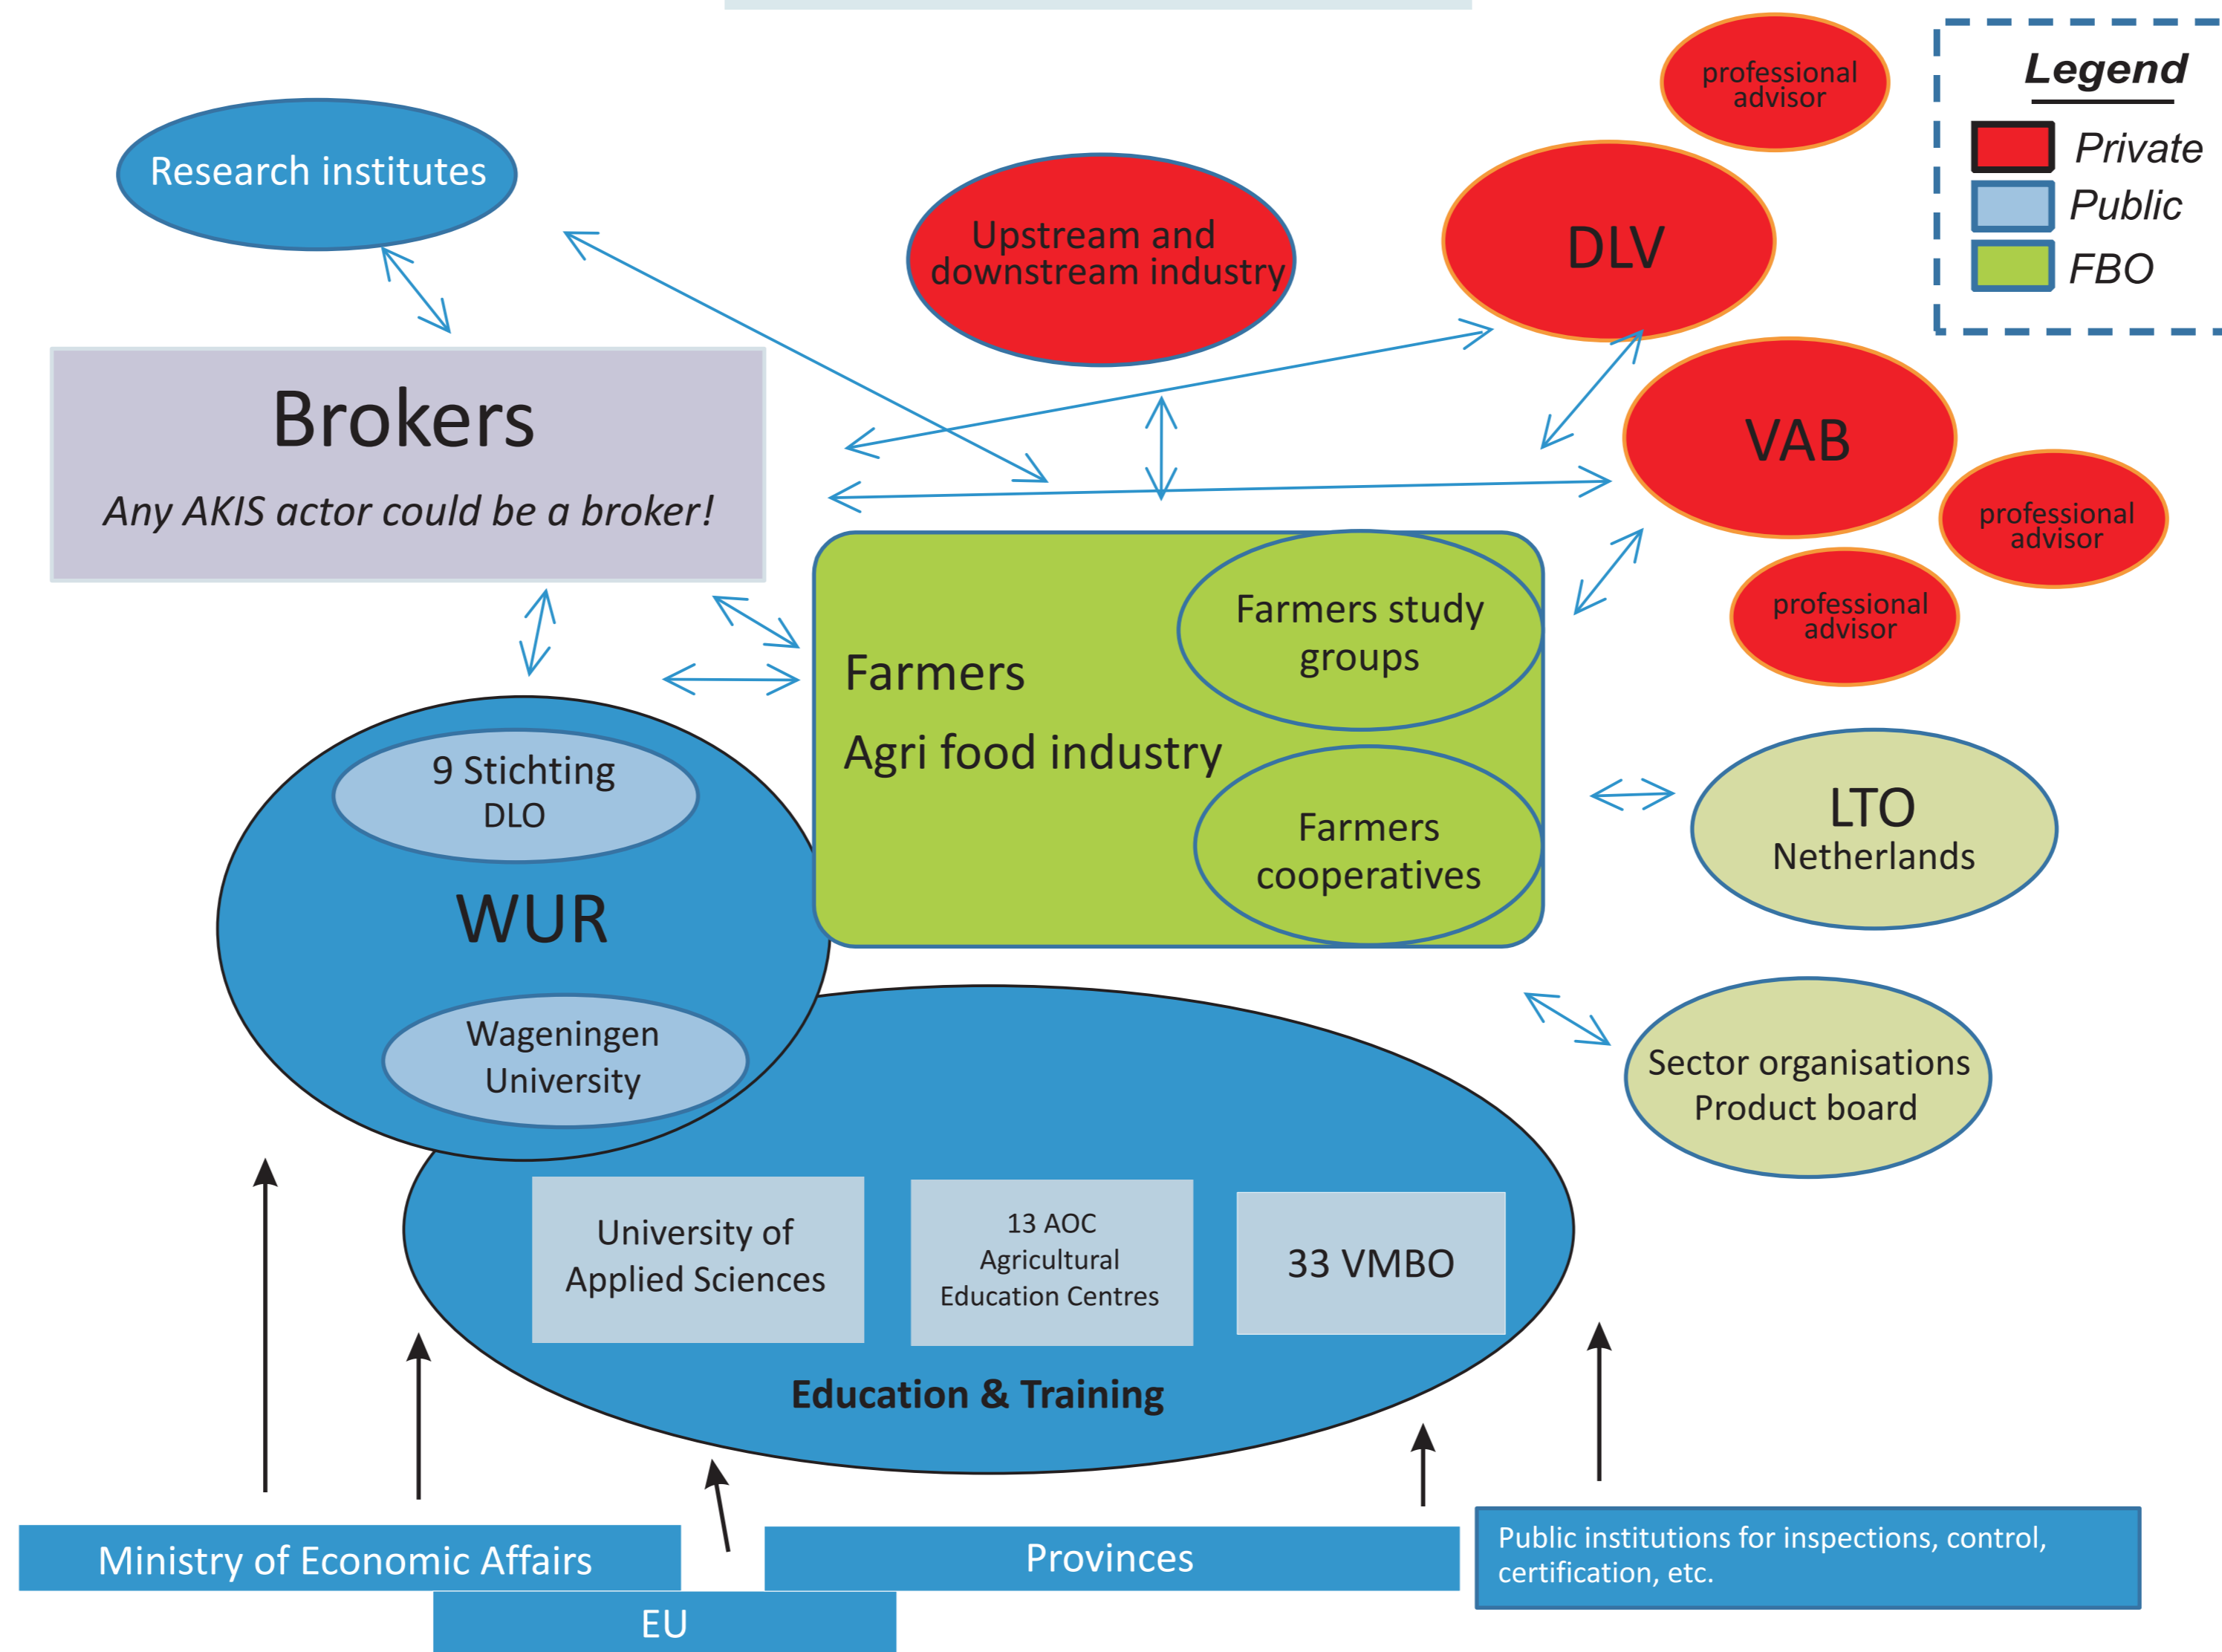 professional
advisor
Legend
Private
Public
FBO
Research institutes
Upstream and
downstream industry
DLV
Brokers
Any AKIS actor could be a broker!
VAB
professional
advisor
professional
advisor
Farmers study
groups
Farmers
Agri food industry
Farmers
cooperatives
9 Stichting
DLO
WUR
Wageningen
University
LTO
Netherlands
Sector organisations
Product board
University of
Applied Sciences
13 AOC
Agricultural
Education Centres
33 VMBO
Education & Training
Ministry of Economic Affairs
Provinces
Public institutions for inspections, control,
certification, etc.
EU